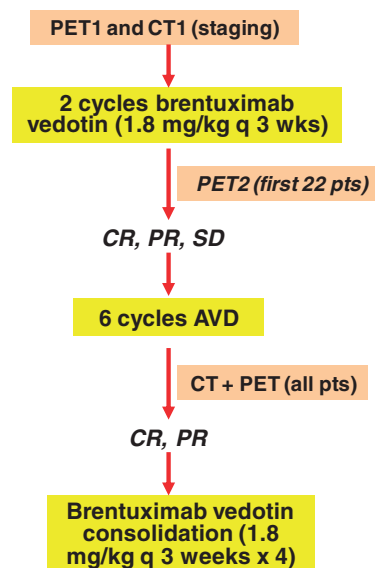 PET1 and CT1 (staging)
2 cycles brentuximab
vedotin (1.8 mg/kg q 3 wks)
PET2 (first 22 pts)
CR, PR, SD
6 cycles AVD
CT + PET (all pts)
CR, PR
Brentuximab vedotin
consolidation (1.8
mg/kg q 3 weeks x 4)